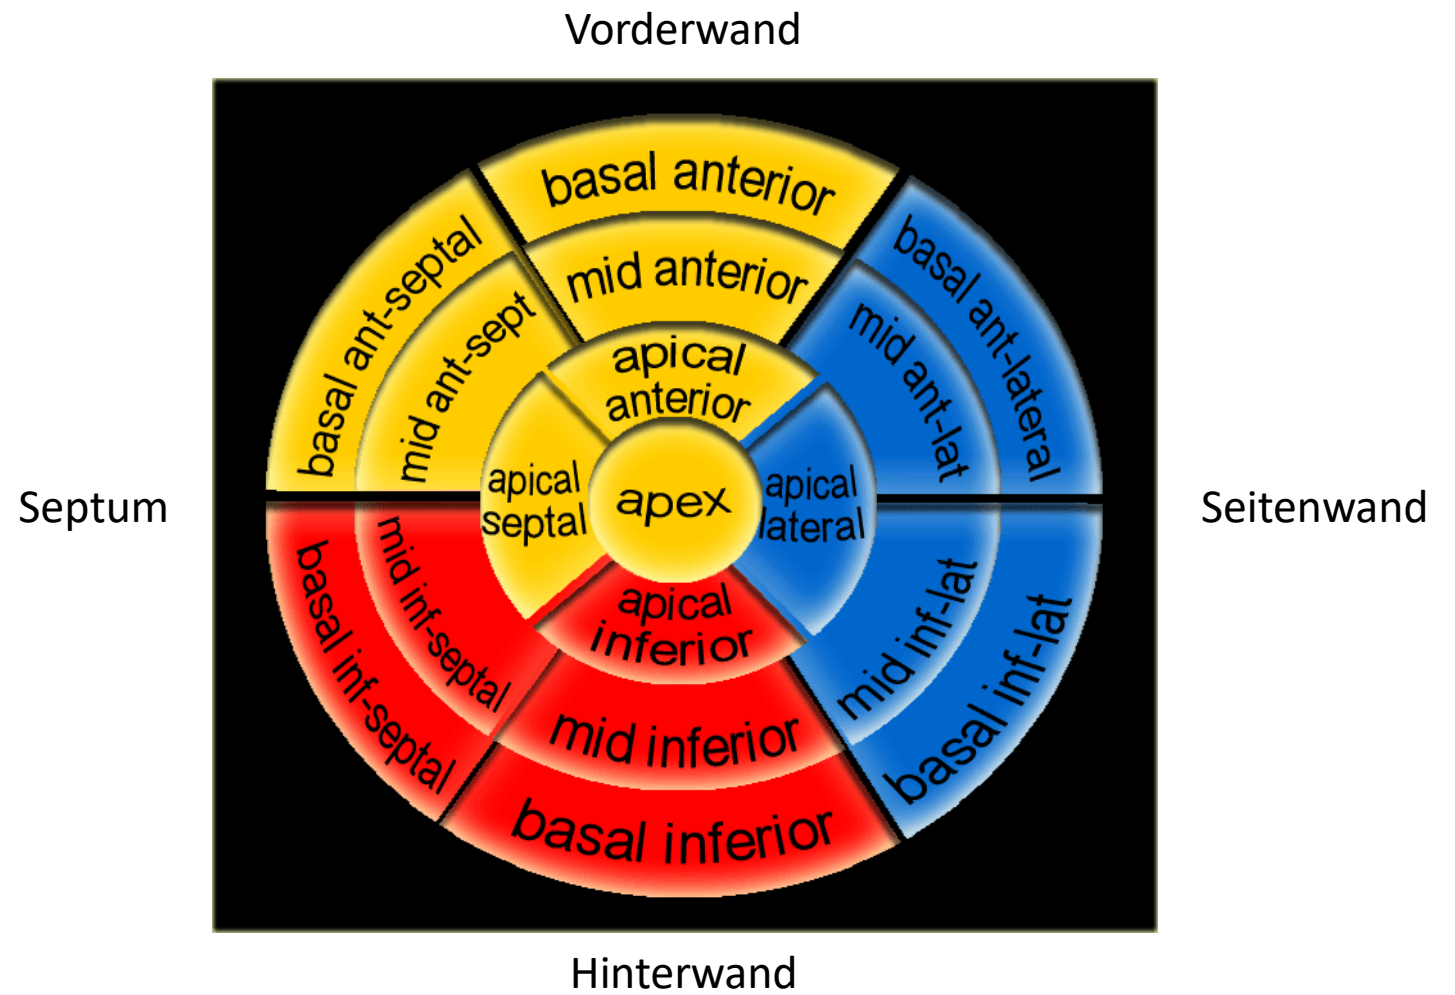 Vorderwand
basal anterior
mid anterior
apical
anterior
basal ant-septal
mid ant-sept
basal ant-lateral
mid ant-lat
Septum
apical
septal
apex
apical
lateral
Seitenwand
basal inf-septal
mid inf-septal
apical
inferior
mid inf-lat
basal inf-lat
mid inferior
basal inferior
Hinterwand